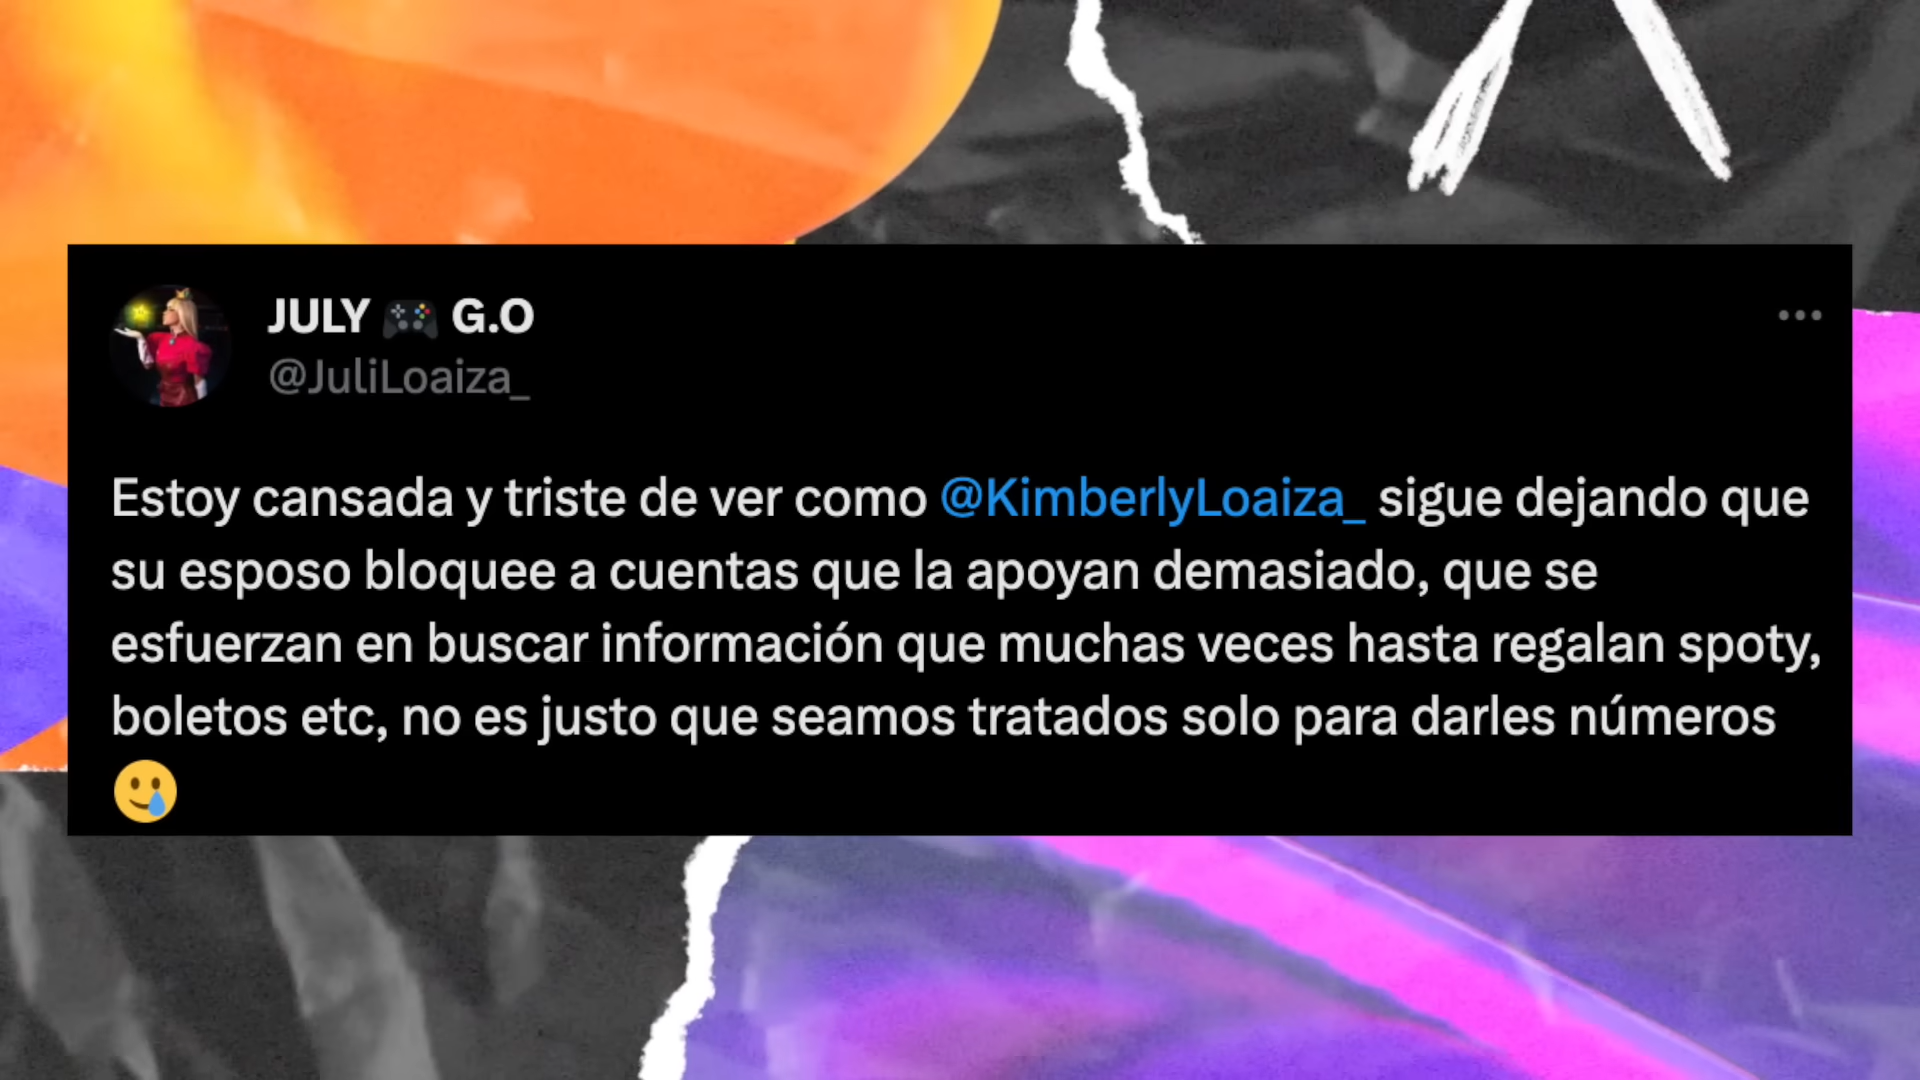 JULY 🎮 G.O
@JuliLoaiza_
Estoy cansada y triste de ver como @KimberlyLoaiza_ sigue dejando que
su esposo bloquee a cuentas que la apoyan demasiado, que se
esfuerzan en buscar información que muchas veces hasta regalan spoty,
boletos etc, no es justo que seamos tratados solo para darles números
🥲